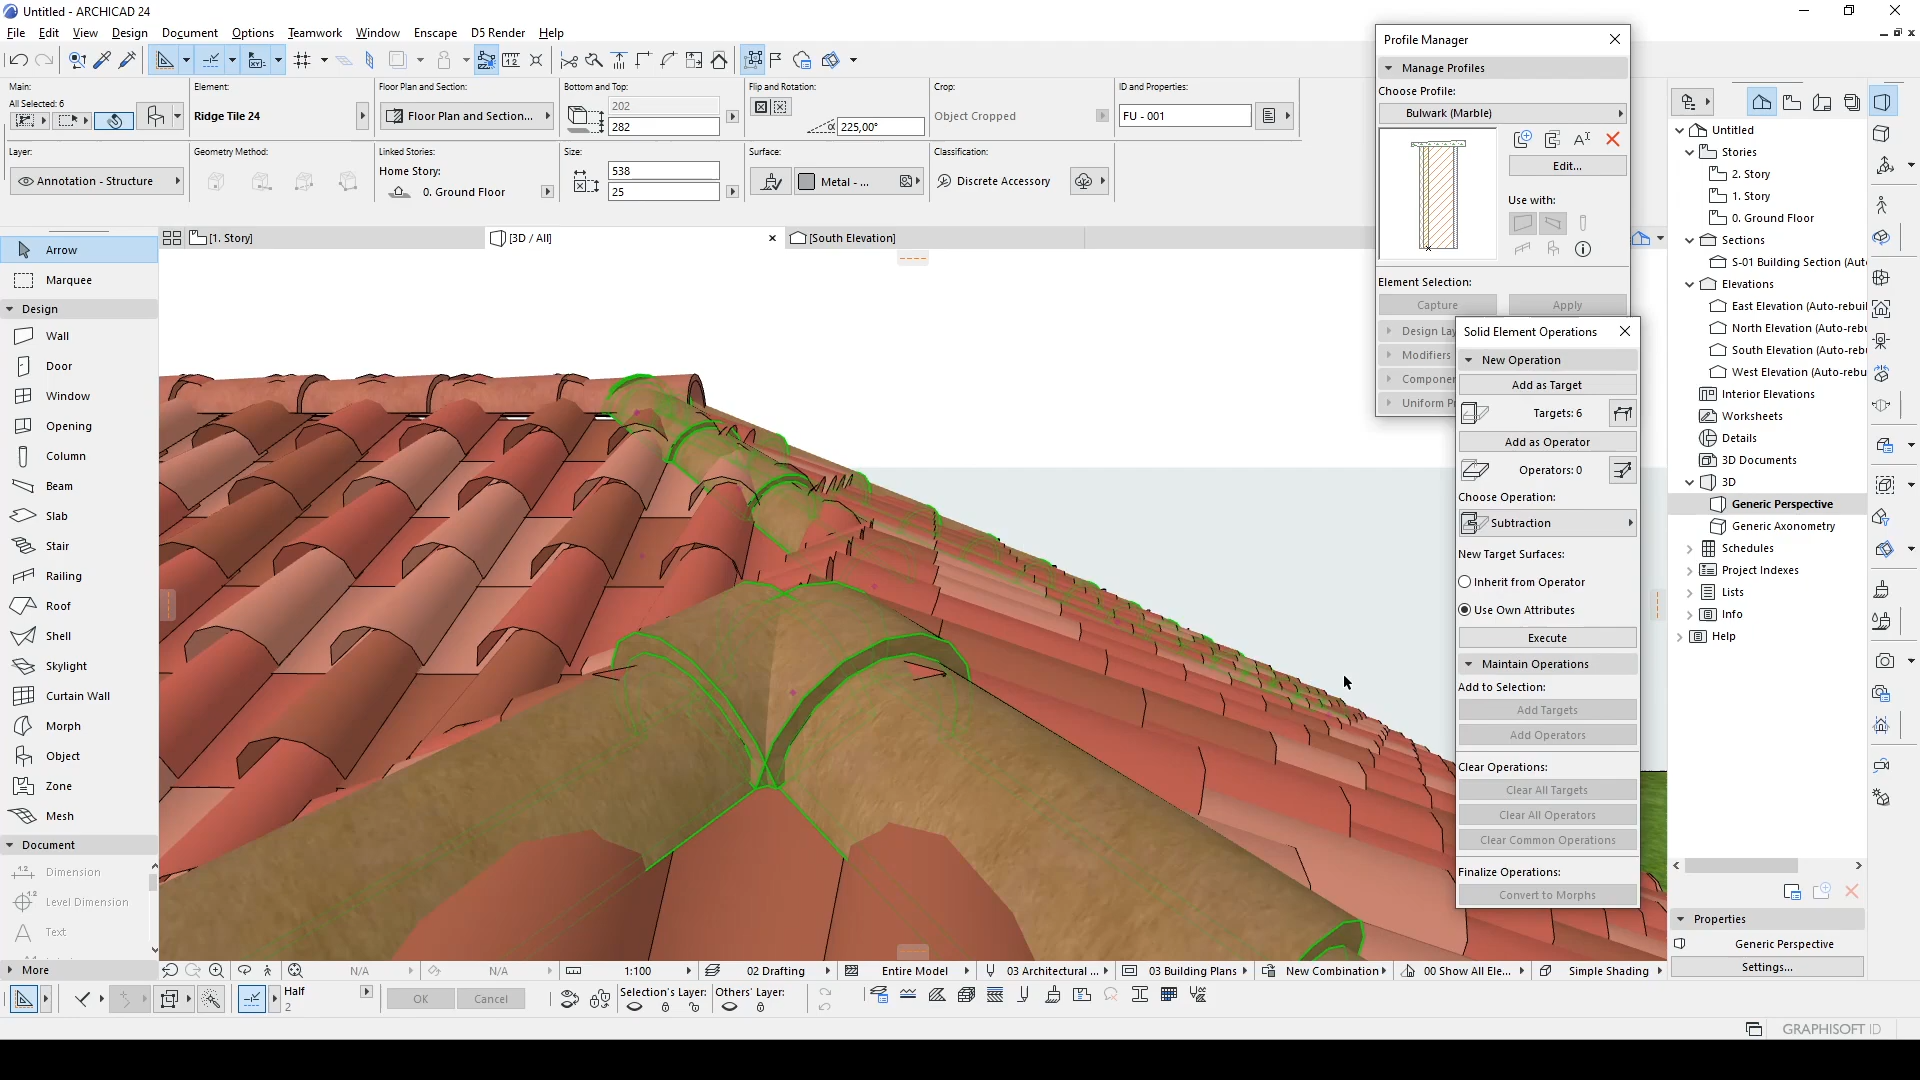 Untitled - ARCHICAD 24
File Edit View Design Document Options Teamwork Window Enscape D5 Render Help
Main:
All Selected: 6
Element:
Ridge Tile 24
Floor Plan and Section:
Floor Plan and Section...
Bottom and Top:
202
282
Flip and Rotation:
225,00°
Crop:
Object Cropped
ID and Properties:
FU - 001
Layer:
Annotation - Structure
Geometry Method:
Linked Stories:
Home Story:
0. Ground Floor
Size:
538
25
Surface:
Metal - ...
Classification:
Discrete Accessory
[1. Story]
[3D / All]
[South Elevation]
Arrow
Marquee
Design
Wall
Door
Window
Opening
Column
Beam
Slab
Stair
Railing
Roof
Shell
Skylight
Curtain Wall
Morph
Object
Zone
Mesh
Document
Dimension
Level Dimension
Text
More
Profile Manager
Manage Profiles
Choose Profile:
Bulwark (Marble)
Edit...
Use with:
Element Selection:
Capture
Apply
Design Lay
Modifiers
Compone
Uniform Pr
Solid Element Operations
New Operation
Add as Target
Targets: 6
Add as Operator
Operators: 0
Choose Operation:
Subtraction
New Target Surfaces:
Inherit from Operator
Use Own Attributes
Execute
Maintain Operations
Add to Selection:
Add Targets
Add Operators
Clear Operations:
Clear All Targets
Clear All Operators
Clear Common Operations
Finalize Operations:
Convert to Morphs
Untitled
Stories
2. Story
1. Story
0. Ground Floor
Sections
S-01 Building Section (Aut
Elevations
East Elevation (Auto-rebuil
North Elevation (Auto-rebu
South Elevation (Auto-reb
West Elevation (Auto-rebu
Interior Elevations
Worksheets
Details
3D Documents
3D
Generic Perspective
Generic Axonometry
Schedules
Project Indexes
Lists
Info
Help
Properties
Generic Perspective
Settings...
N/A
N/A
1:100
02 Drafting
Entire Model
03 Architectural ...
03 Building Plans
New Combination
00 Show All Ele...
Simple Shading
Half
2
OK
Cancel
Selection's Layer:
Others' Layer:
GRAPHISOFT ID